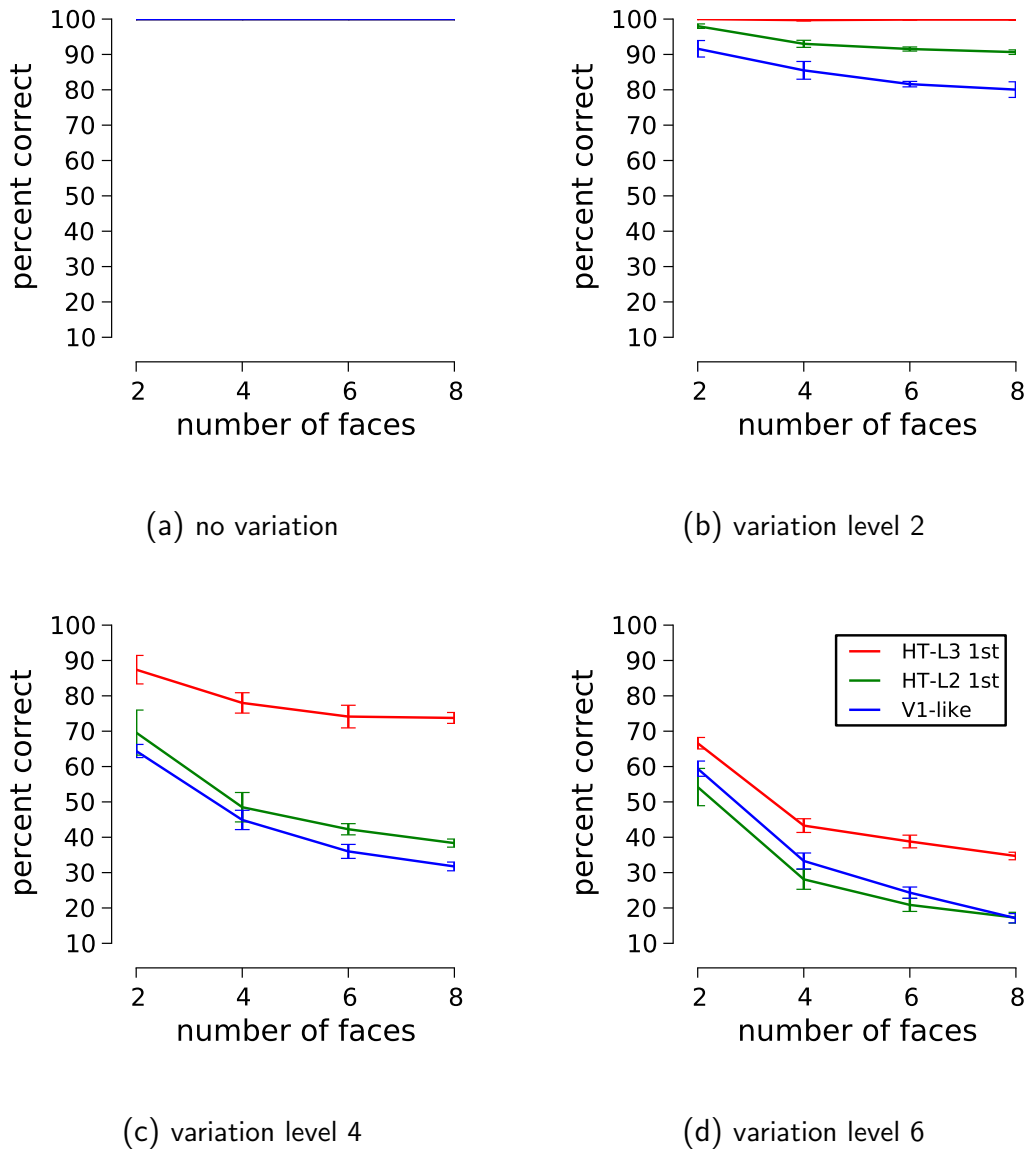 100
90
80
70
60
50
40
30
20
10
percent correct
2 4 6 8
number of faces
(a) no variation
100
90
80
70
60
50
40
30
20
10
percent correct
2 4 6 8
number of faces
(b) variation level 2
100
90
80
70
60
50
40
30
20
10
percent correct
2 4 6 8
number of faces
(c) variation level 4
100
90
80
70
60
50
40
30
20
10
percent correct
HT-L3 1st
HT-L2 1st
V1-like
2 4 6 8
number of faces
(d) variation level 6